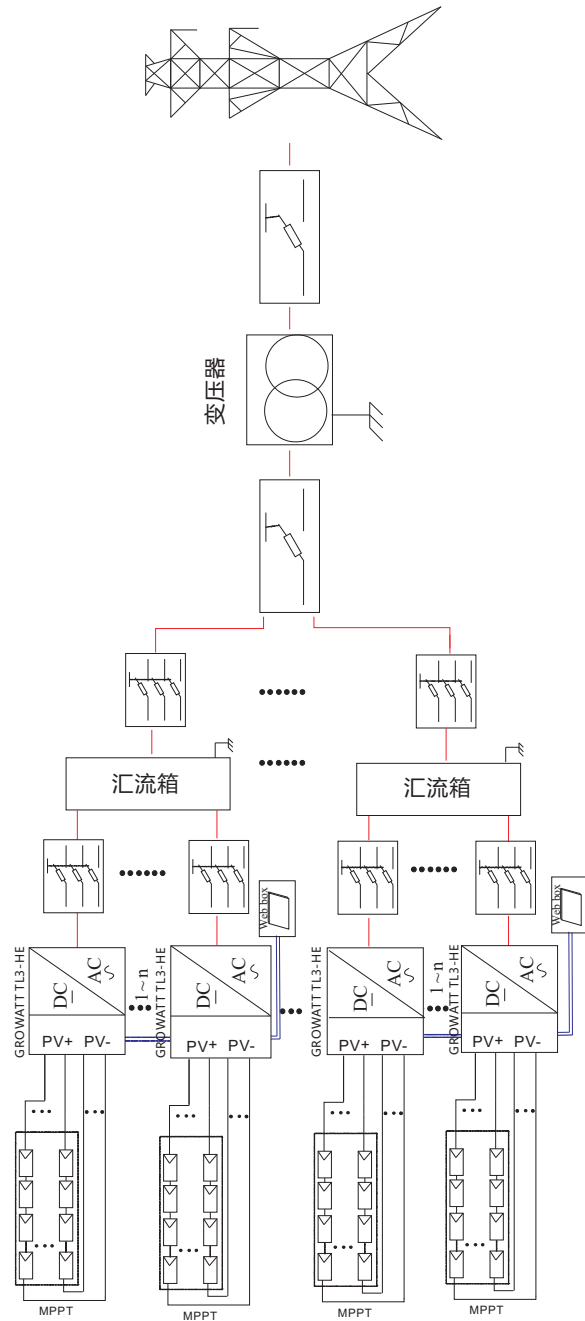 变压器
汇流箱
汇流箱
Web box
Web box
GROWATT TL3-HE
DC
AC
1~n
GROWATT TL3-HE
DC
AC
GROWATT TL3-HE
DC
AC
1~n
GROWATT TL3-HE
DC
AC
PV+ PV-
PV+ PV-
PV+ PV-
PV+ PV-
MPPT
MPPT
MPPT
MPPT